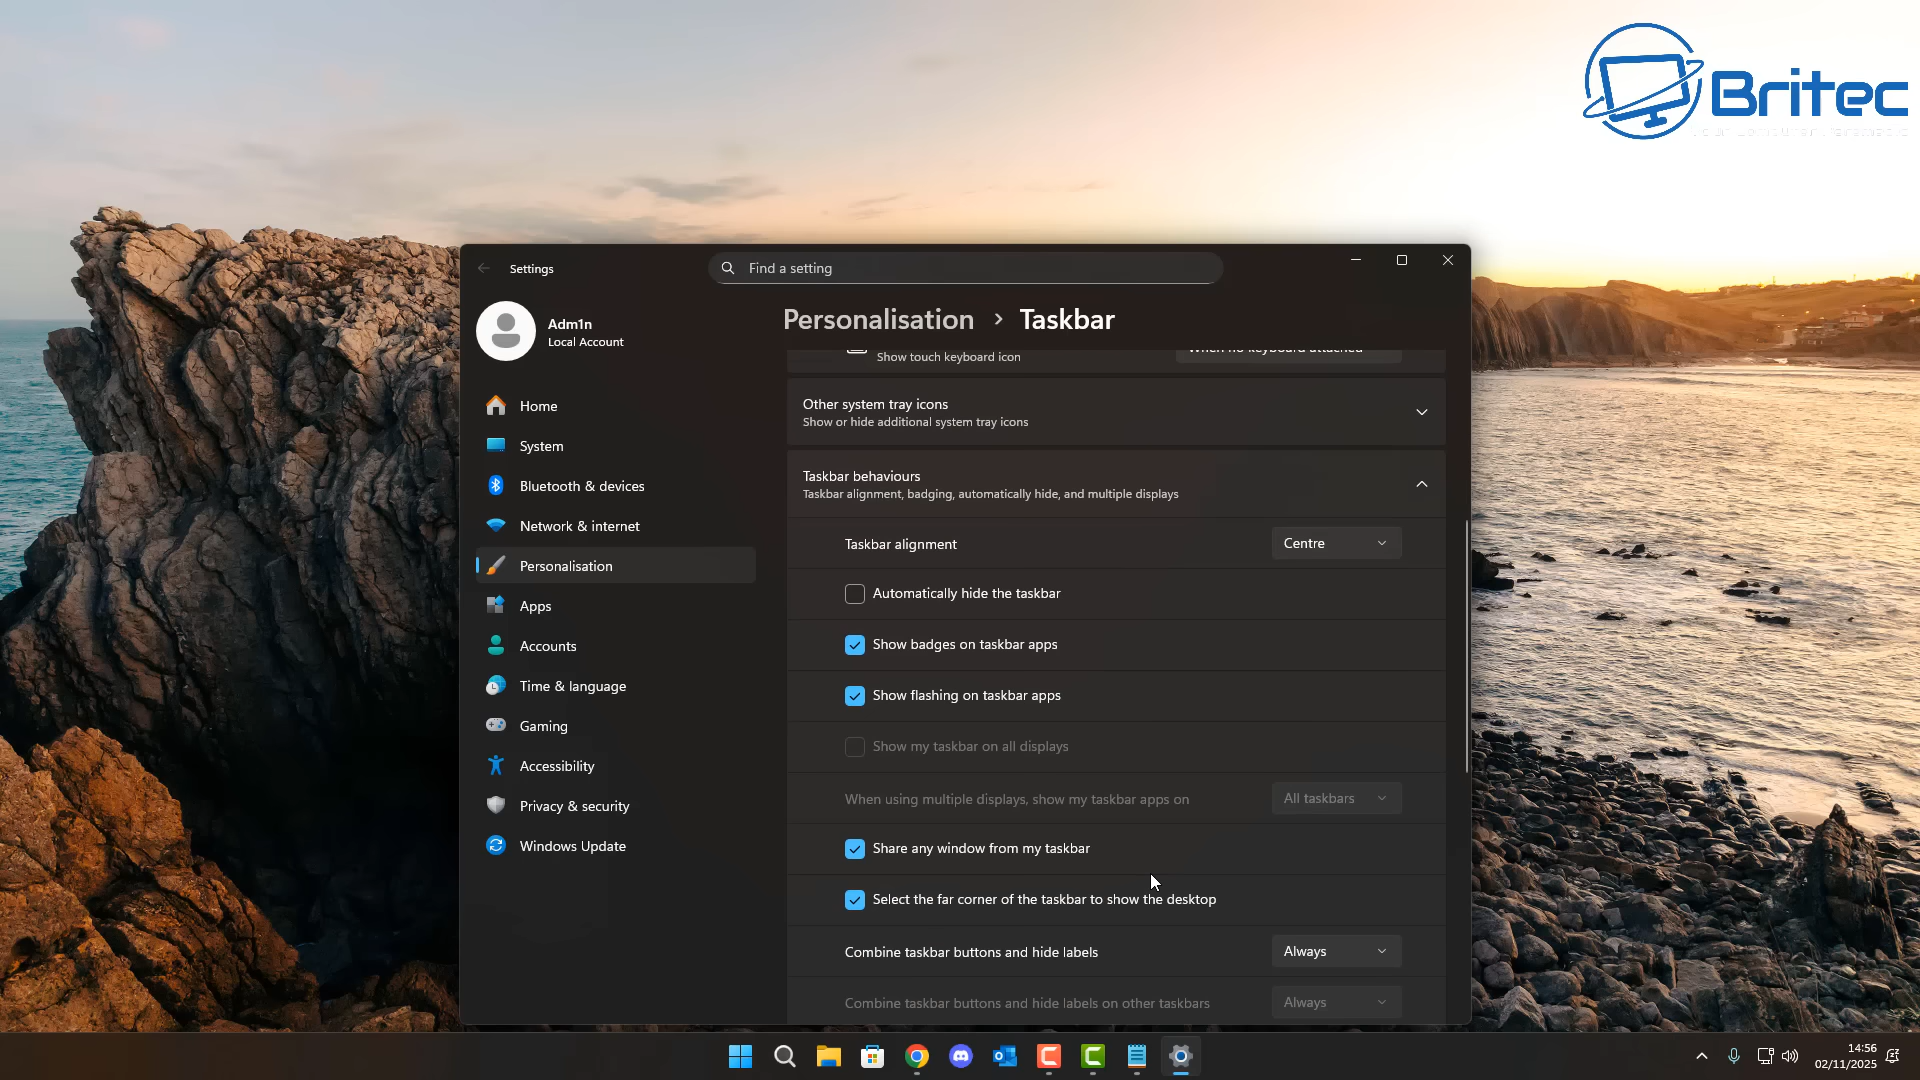 Britec
Settings
Find a setting
Adm1n
Local Account
Personalisation > Taskbar
Home
System
Bluetooth & devices
Network & internet
Personalisation
Apps
Accounts
Time & language
Gaming
Accessibility
Privacy & security
Windows Update
Show touch keyboard icon
When no keyboard attached
Other system tray icons
Show or hide additional system tray icons
Taskbar behaviours
Taskbar alignment, badging, automatically hide, and multiple displays
Taskbar alignment
Centre
Automatically hide the taskbar
Show badges on taskbar apps
Show flashing on taskbar apps
Show my taskbar on all displays
When using multiple displays, show my taskbar apps on
All taskbars
Share any window from my taskbar
Select the far corner of the taskbar to show the desktop
Combine taskbar buttons and hide labels
Always
Combine taskbar buttons and hide labels on other taskbars
Always
14:56
02/11/2025